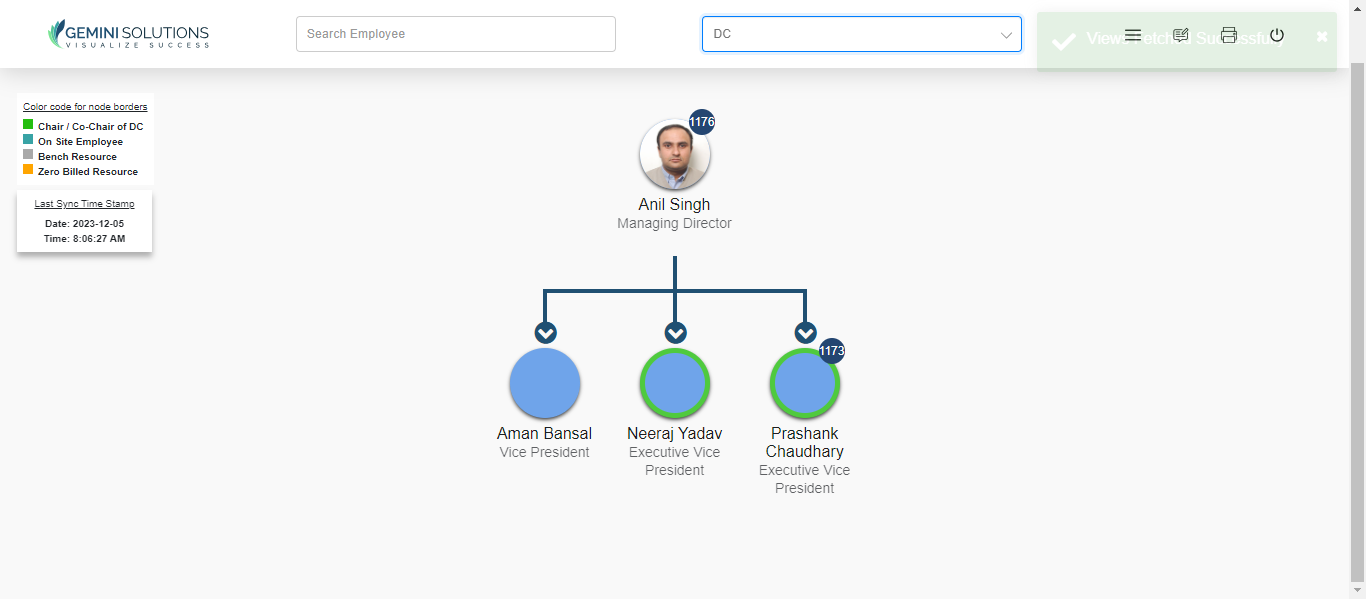 GEMINI SOLUTIONS
VISUALIZE SUCCESS
Search Employee
DC
Views Fetched Successfully
Color code for node borders
Chair / Co-Chair of DC
On Site Employee
Bench Resource
Zero Billed Resource
Last Sync Time Stamp
Date: 2023-12-05
Time: 8:06:27 AM
1176
Anil Singh
Managing Director
1173
Aman Bansal
Vice President
Neeraj Yadav
Executive Vice
President
Prashank
Chaudhary
Executive Vice
President